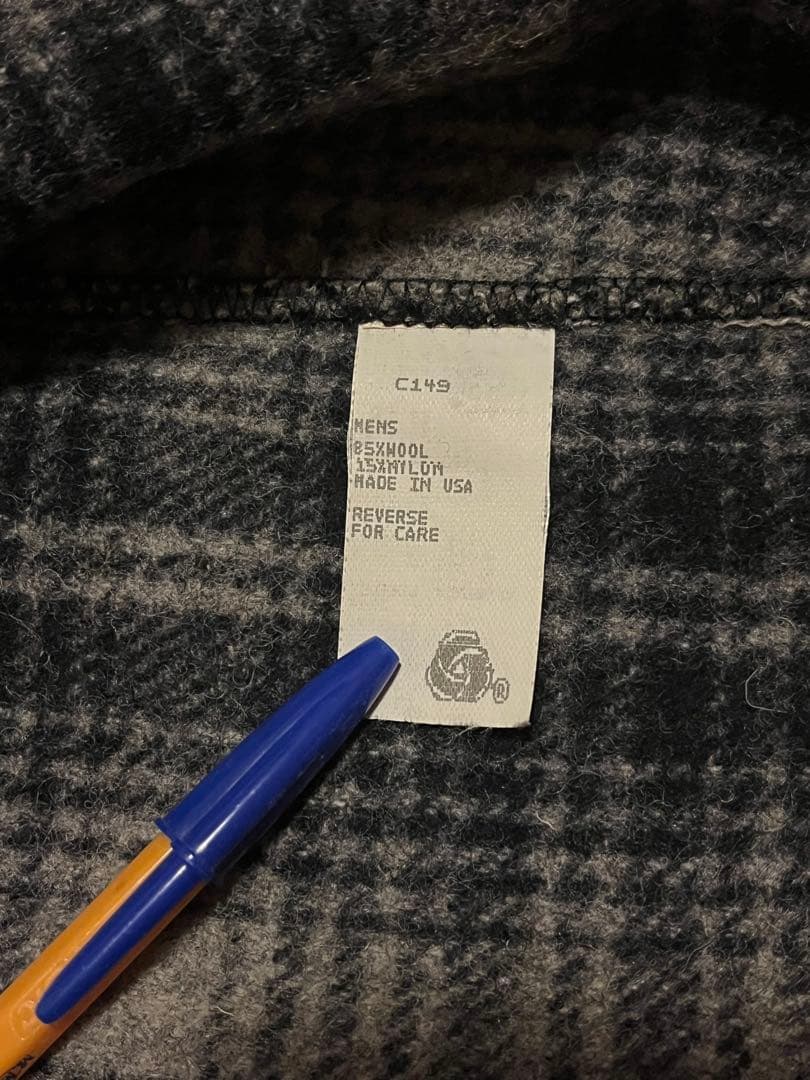 C149
MENS
85%WOOL
15%NYLON
MADE IN USA
REVERSE
FOR CARE
®